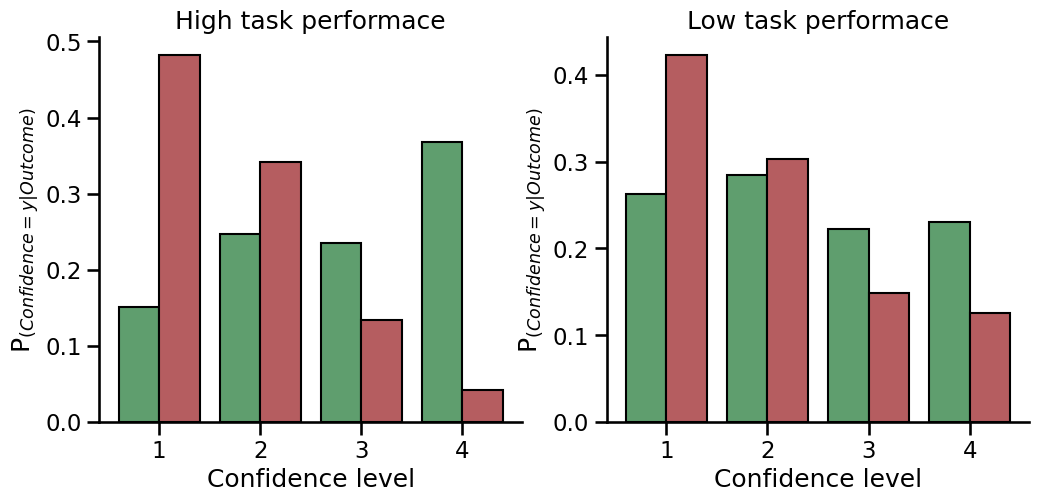 High task performace
P(Confidence = y|Outcome)
0.5
0.4
0.3
0.2
0.1
0.0
1 2 3 4
Confidence level
Low task performace
P(Confidence = y|Outcome)
0.4
0.3
0.2
0.1
0.0
1 2 3 4
Confidence level